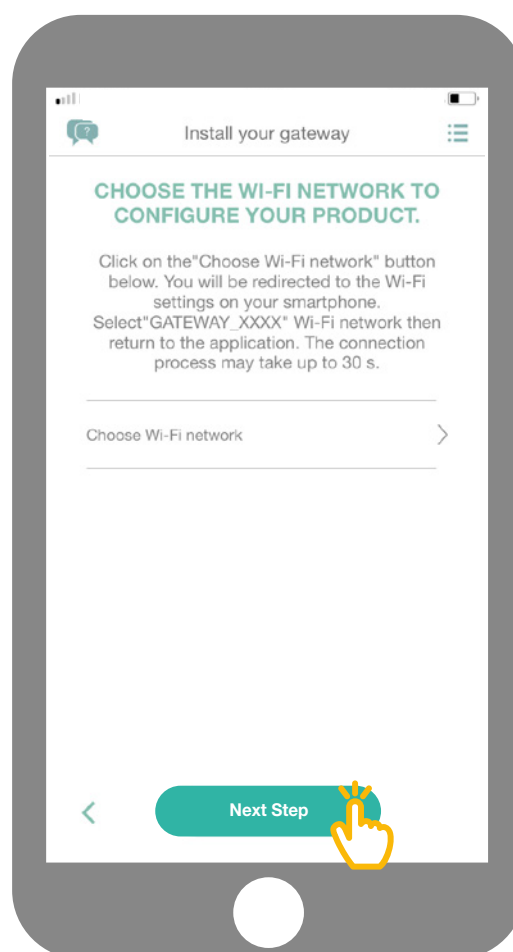 ?
Install your gateway
CHOOSE THE WI-FI NETWORK TO
CONFIGURE YOUR PRODUCT.
Click on the"Choose Wi-Fi network" button
below. You will be redirected to the Wi-Fi
settings on your smartphone.
Select"GATEWAY_XXXX" Wi-Fi network then
return to the application. The connection
process may take up to 30 s.
Choose Wi-Fi network
Next Step